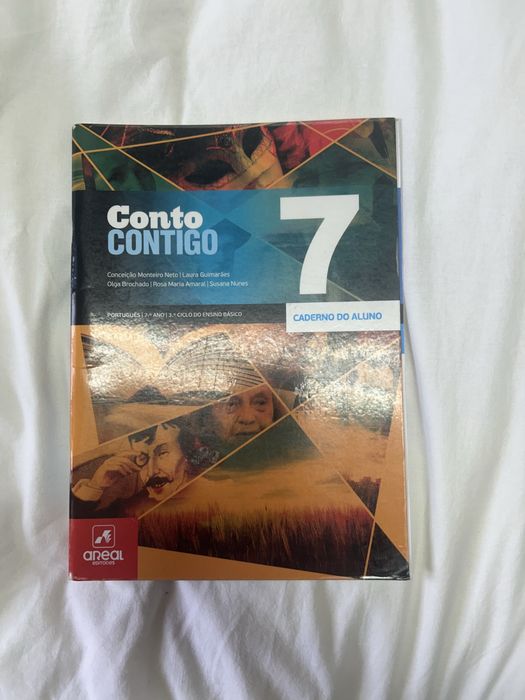 Conto
CONTIGO
7
Conceição Monteiro Neto | Laura Guimarães
Olga Brochado | Rosa Maria Amaral | Susana Nunes
PORTUGUÊS | 7.º ANO | 3.º CICLO DO ENSINO BÁSICO
CADERNO DO ALUNO
AREAL
EDITORES